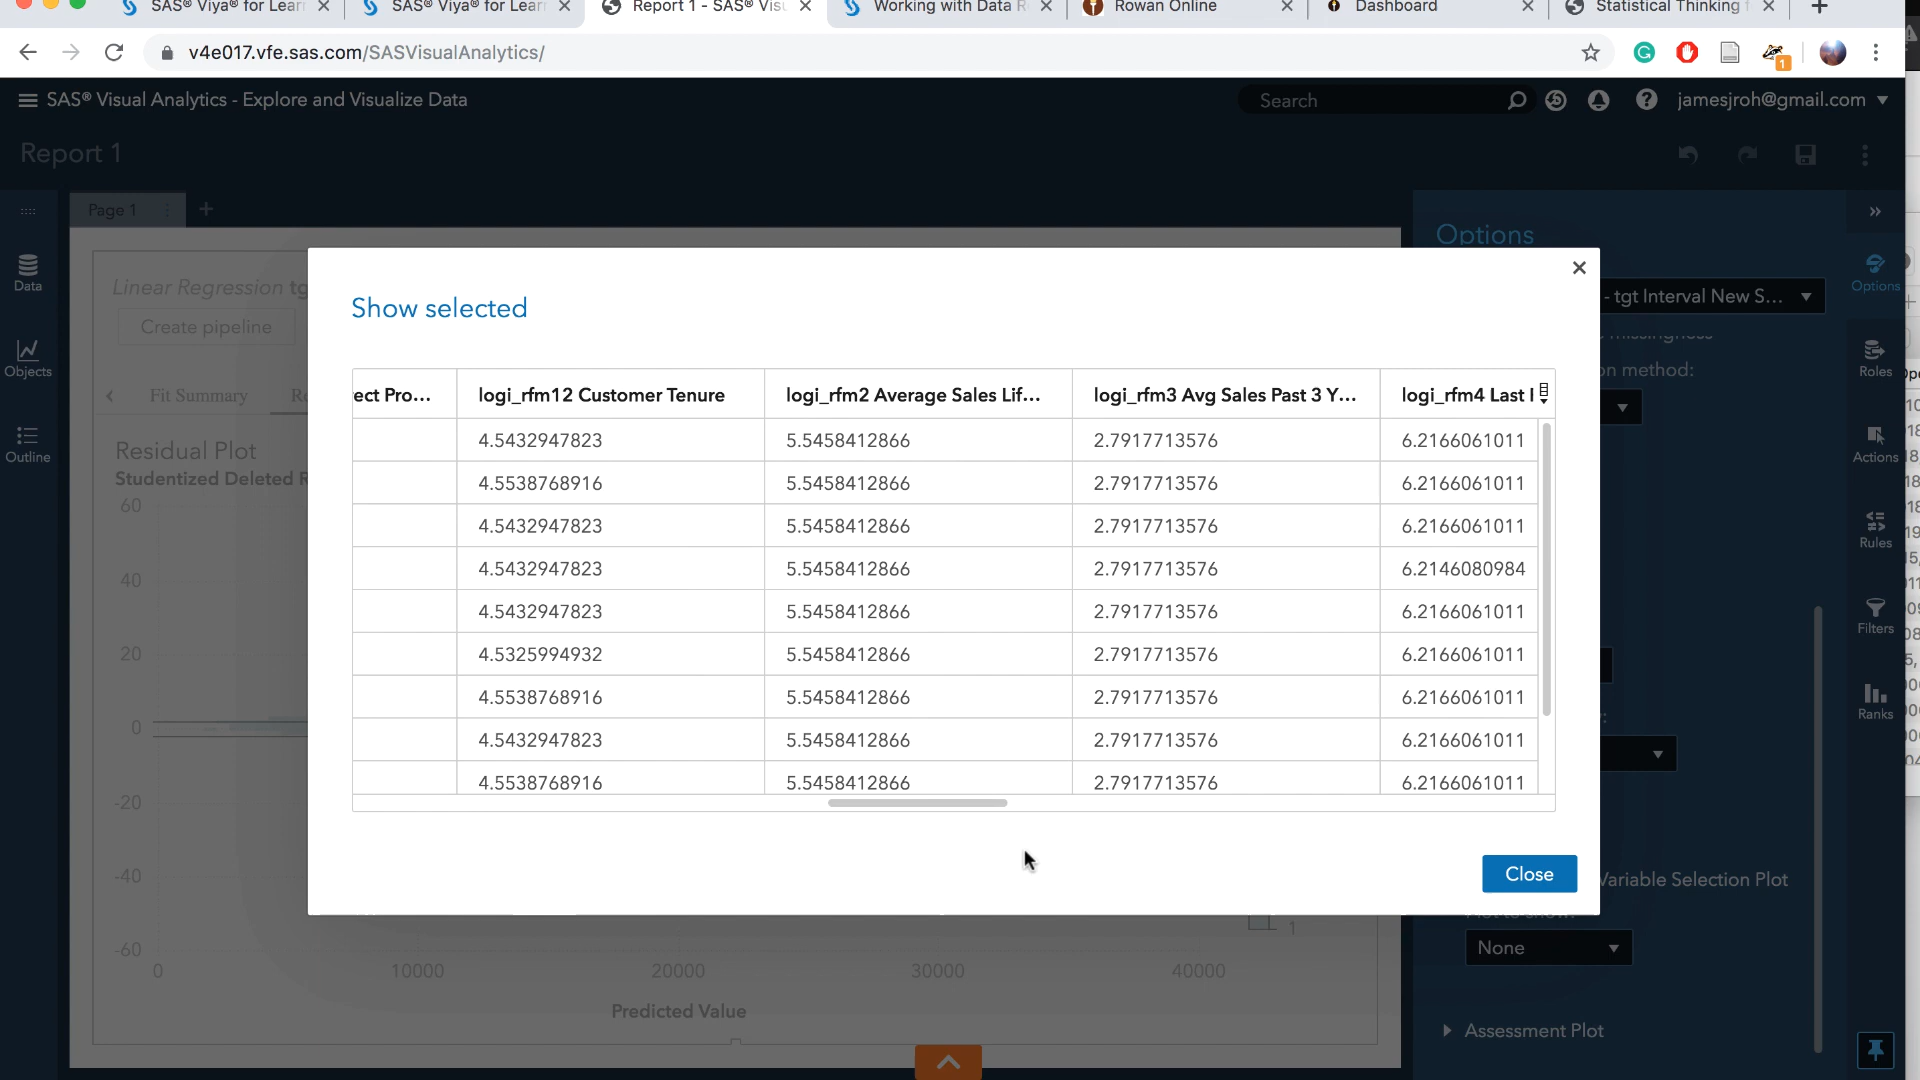 SAS® Viya® for Lear
SAS® Viya® for Lear
Report 1 - SAS® Vis
Working with Data R
Rowan Online
Dashboard
Statistical Thinking f
v4e017.vfe.sas.com/SASVisualAnalytics/
1
SAS® Visual Analytics - Explore and Visualize Data
Search
jamesjroh@gmail.com
Report 1
Page 1
Data
Objects
Outline
Linear Regression tg
Create pipeline
Fit Summary
Residual Plot
Studentized Deleted R
60
40
20
0
-20
-40
-60
0
10000
20000
30000
40000
Predicted Value
1
Show selected
ect Pro...
logi_rfm12 Customer Tenure
logi_rfm2 Average Sales Lif...
logi_rfm3 Avg Sales Past 3 Y...
logi_rfm4 Last
4.5432947823 5.5458412866 2.7917713576 6.2166061011
4.5538768916 5.5458412866 2.7917713576 6.2166061011
4.5432947823 5.5458412866 2.7917713576 6.2166061011
4.5432947823 5.5458412866 2.7917713576 6.2146080984
4.5432947823 5.5458412866 2.7917713576 6.2166061011
4.5325994932 5.5458412866 2.7917713576 6.2166061011
4.5538768916 5.5458412866 2.7917713576 6.2166061011
4.5432947823 5.5458412866 2.7917713576 6.2166061011
4.5538768916 5.5458412866 2.7917713576 6.2166061011
Close
Options
- tgt Interval New S...
on method:
Variable Selection Plot
None
Assessment Plot
Options
Roles
Actions
Rules
Filters
Ranks